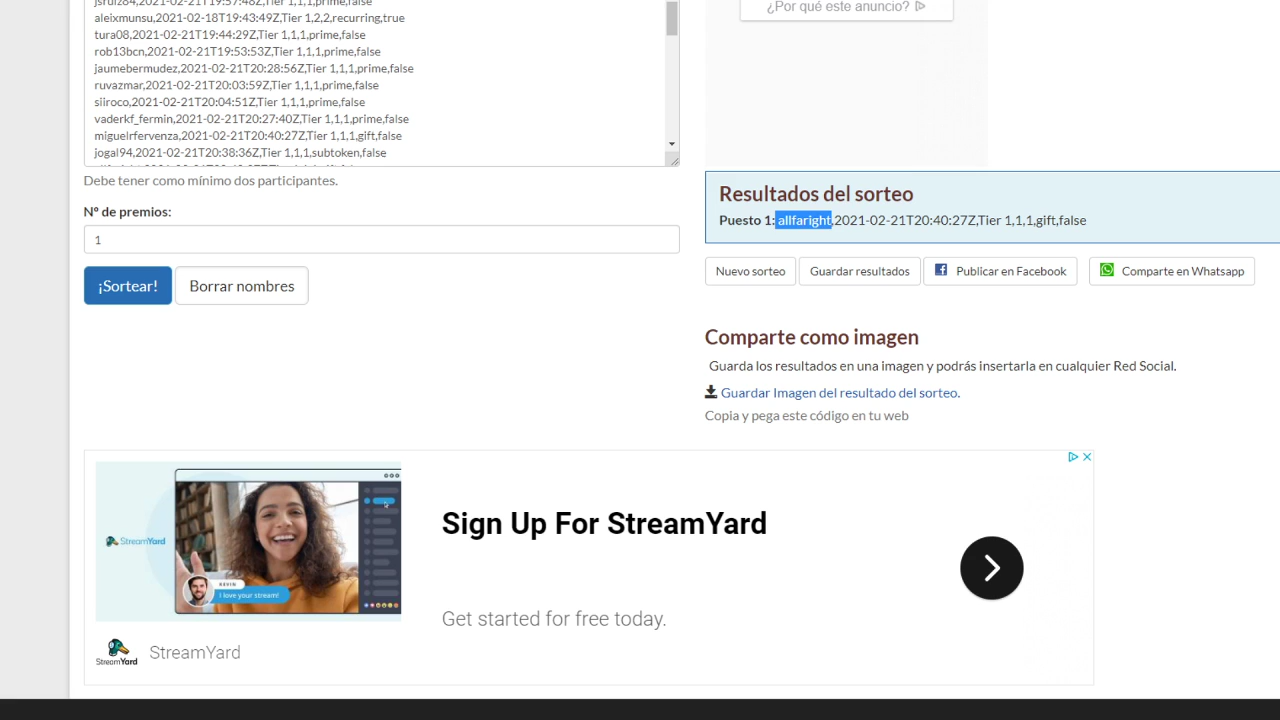 jsruiz84,2021-02-21T19:57:48Z,Tier 1,1,1,prime,false
aleixmunsu,2021-02-18T19:43:49Z,Tier 1,2,2,recurring,true
tura08,2021-02-21T19:44:29Z,Tier 1,1,1,prime,false
rob13bcn,2021-02-21T19:53:53Z,Tier 1,1,1,prime,false
jaumebermudez,2021-02-21T20:28:56Z,Tier 1,1,1,prime,false
ruvazmar,2021-02-21T20:03:59Z,Tier 1,1,1,prime,false
siiroco,2021-02-21T20:04:51Z,Tier 1,1,1,prime,false
vaderkf_fermin,2021-02-21T20:27:40Z,Tier 1,1,1,prime,false
miguelrfervenza,2021-02-21T20:40:27Z,Tier 1,1,1,gift,false
jogal94,2021-02-21T20:38:36Z,Tier 1,1,1,subtoken,false
Debe tener como mínimo dos participantes.
Nº de premios:
1
¡Sortear!
Borrar nombres
¿Por qué este anuncio?
Resultados del sorteo
Puesto 1: allfaright,2021-02-21T20:40:27Z,Tier 1,1,1,gift,false
Nuevo sorteo
Guardar resultados
Publicar en Facebook
Comparte en Whatsapp
Comparte como imagen
Guarda los resultados en una imagen y podrás insertarla en cualquier Red Social.
Guardar Imagen del resultado del sorteo.
Copia y pega este código en tu web
StreamYard
KEVIN
I love your stream!
Sign Up For StreamYard
Get started for free today.
StreamYard
StreamYard